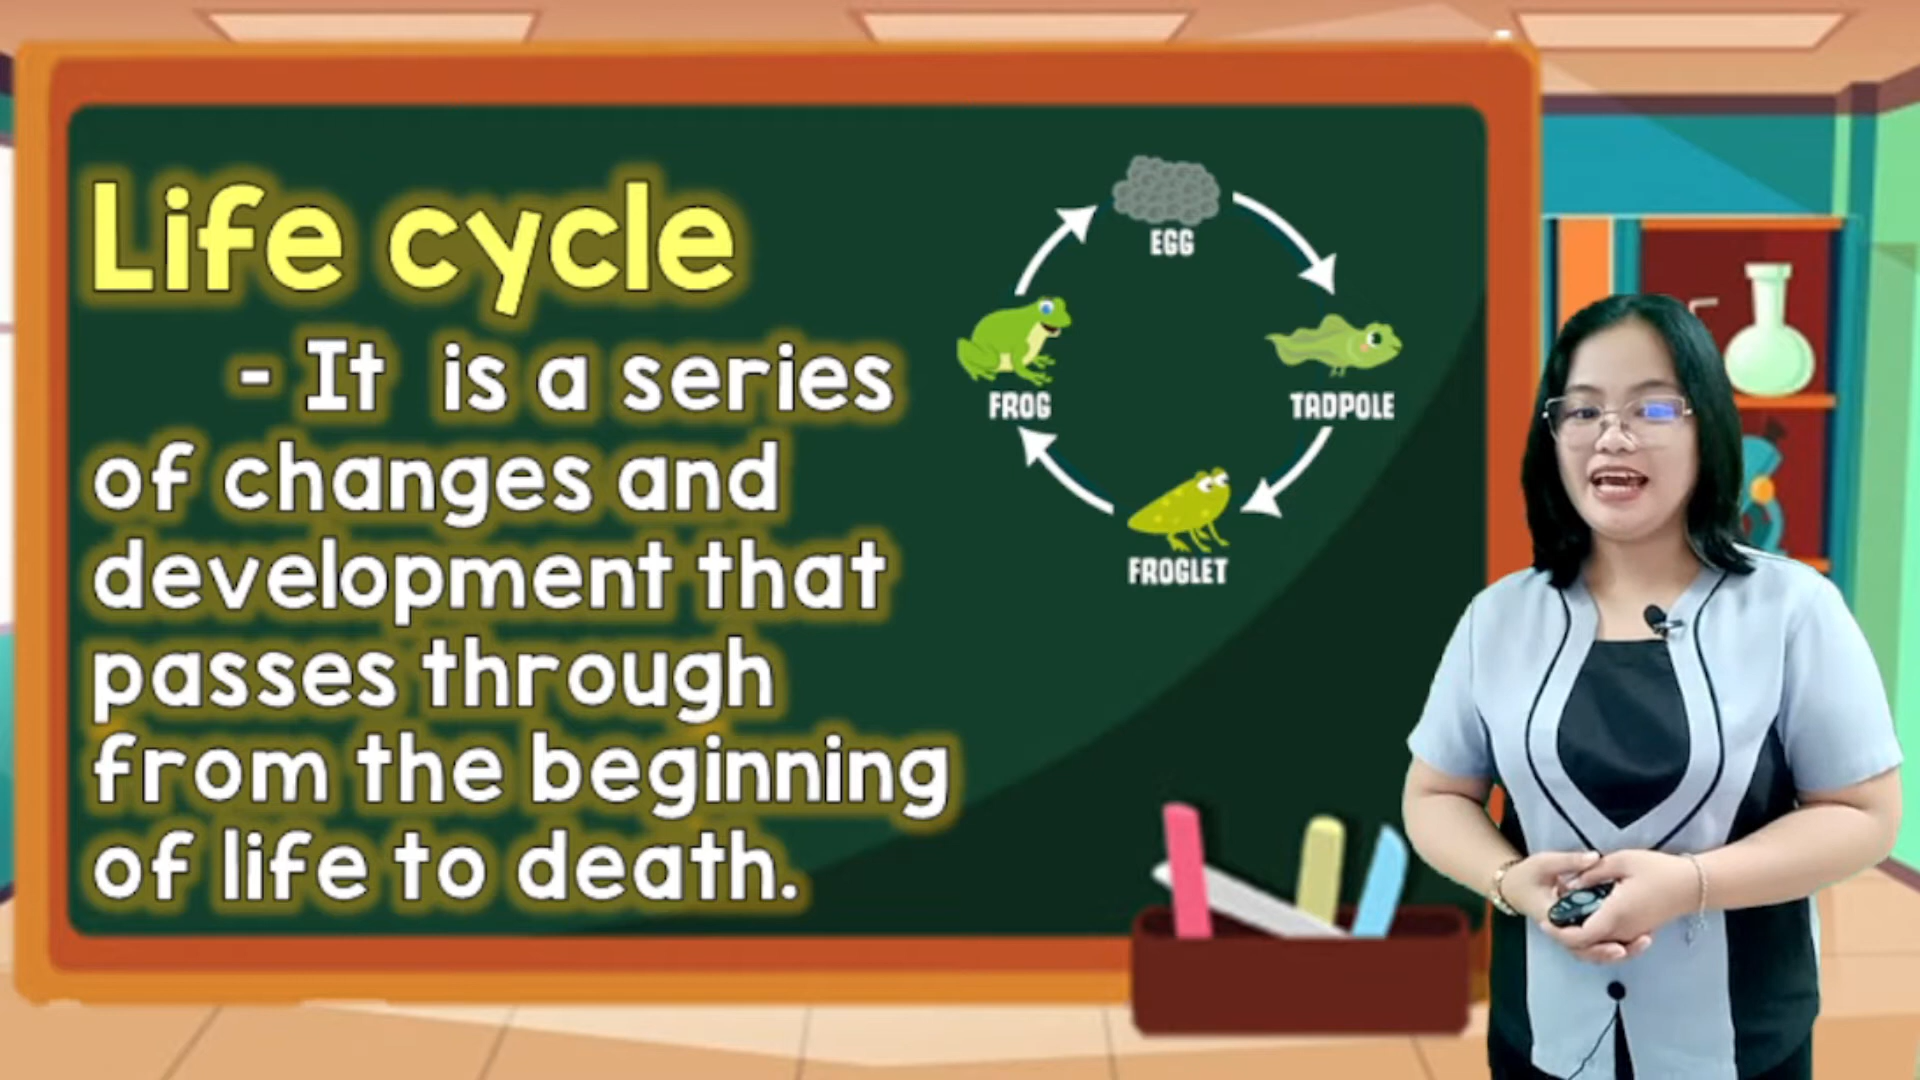 Life cycle
- It is a series
of changes and
development that
passes through
from the beginning
of life to death.
EGG
TADPOLE
FROGLET
FROG